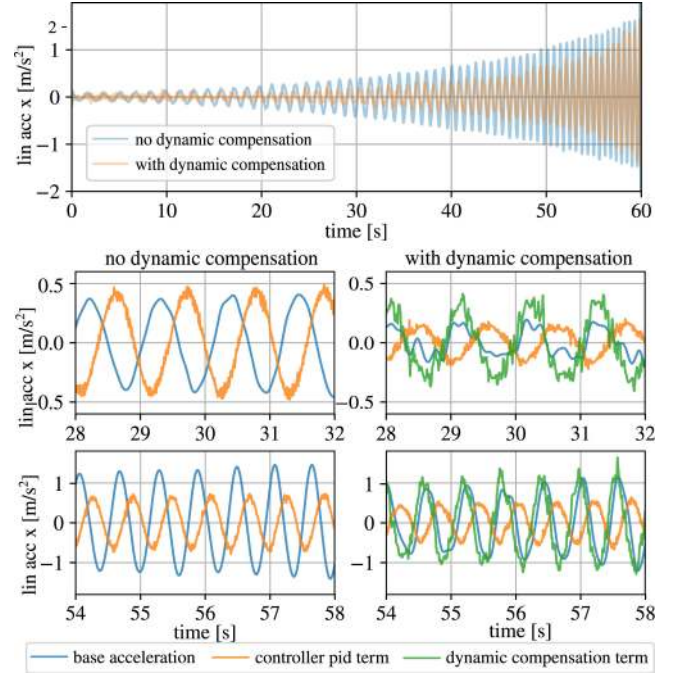 2
1
0
−1
−2
lin acc x [m/s²]
no dynamic compensation
with dynamic compensation
0 10 20 30 40 50 60
time [s]
no dynamic compensation with dynamic compensation
0.5 0.5
0.0 0.0
−0.5 −0.5
lin acc x [m/s²]
28 29 30 31 32 28 29 30 31 32
1 1
0 0
−1 −1
lin acc x [m/s²]
54 55 56 57 58 54 55 56 57 58
time [s] time [s]
base acceleration controller pid term dynamic compensation term